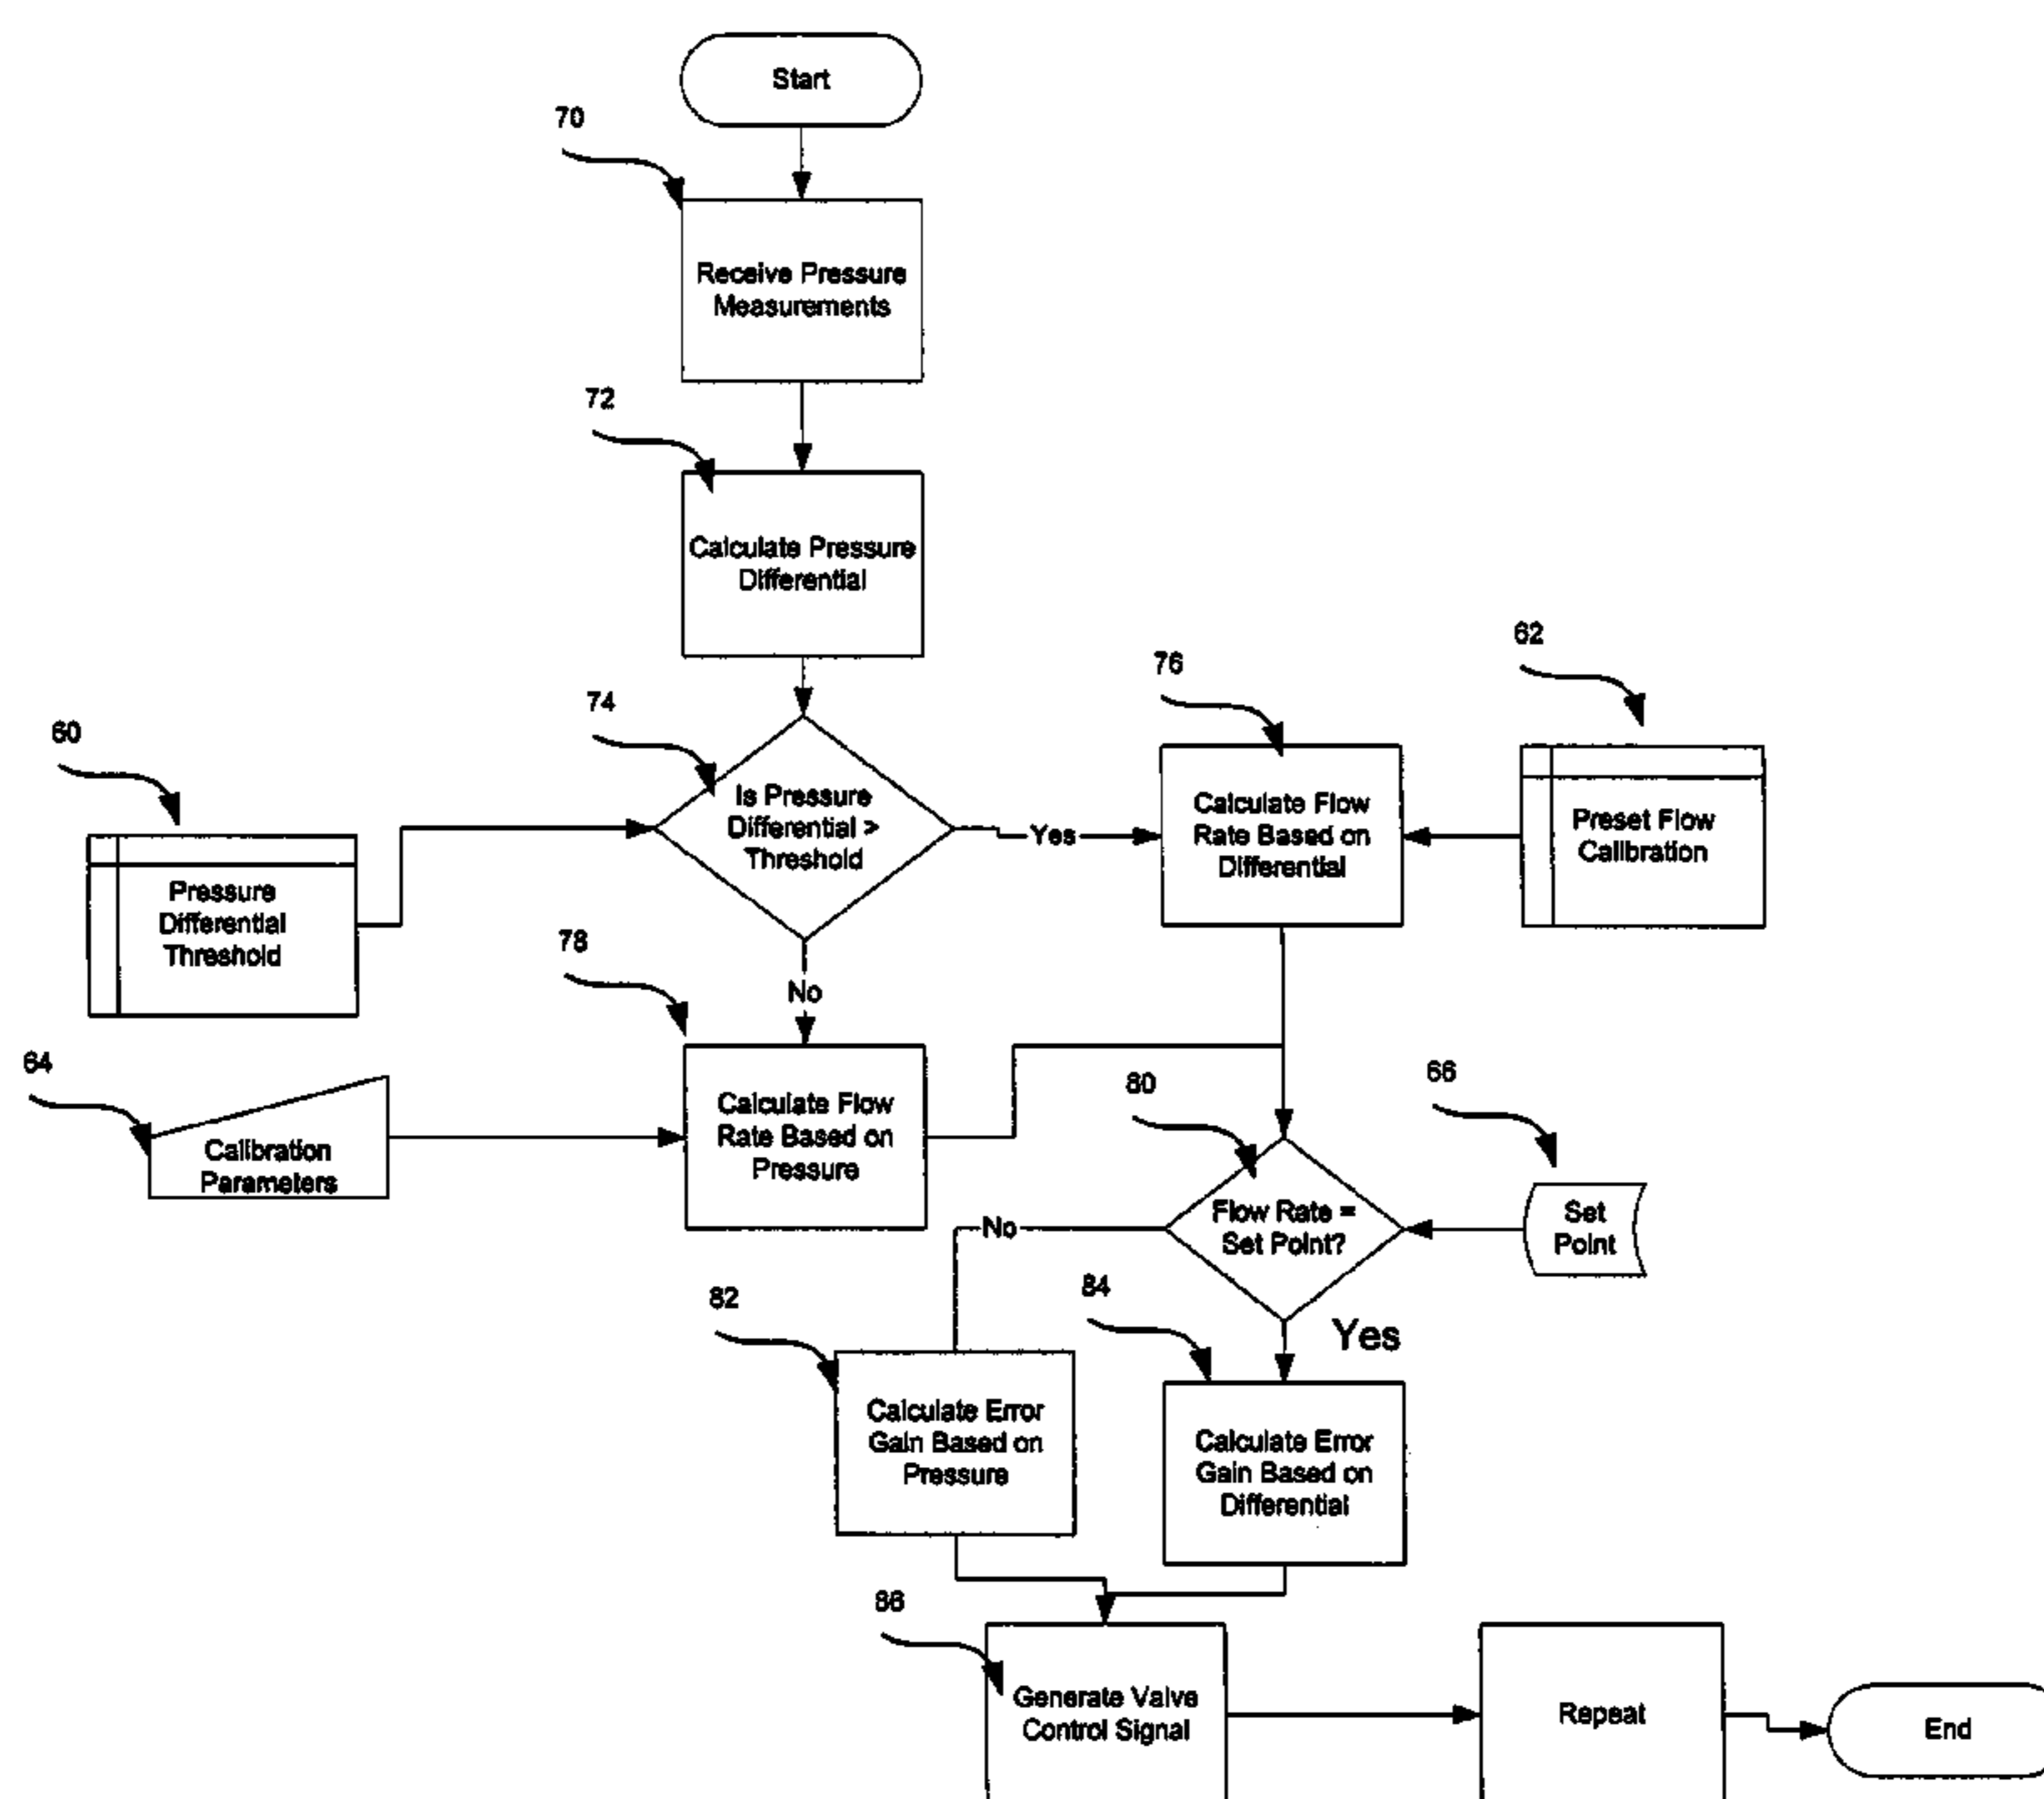 Start
70
Receive Pressure
Measurements
72
Calculate Pressure
Differential
62
76
74
60
Is Pressure
Differential >
Threshold
Yes
Calculate Flow
Rate Based on
Differential
Preset Flow
Calibration
Pressure
Differential
Threshold
78
No
64
Calculate Flow
Rate Based on
Pressure
80
66
Calibration
Parameters
No
Flow Rate =
Set Point?
Set
Point
82
84
Yes
Calculate Error
Gain Based on
Pressure
Calculate Error
Gain Based on
Differential
86
Generate Valve
Control Signal
Repeat
End